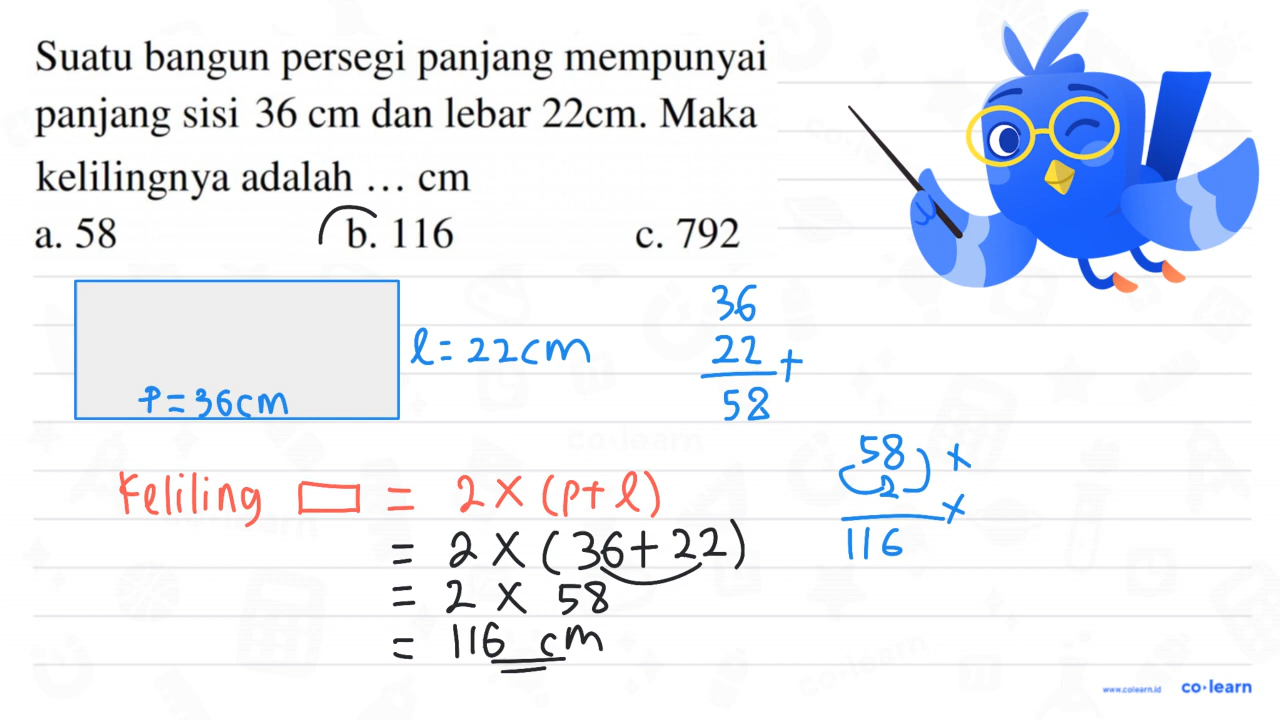 Suatu bangun persegi panjang mempunyai
panjang sisi 36 cm dan lebar 22cm. Maka
kelilingnya adalah ... cm
a. 58 b. 116 c. 792
l = 22cm
P = 36cm
36
22 +
58
58 x
2 x
116
Keliling = 2 X (P + l)
= 2 X (36 + 22)
= 2 X 58
= 116 cm
co-learn
www.colearn.id co·learn